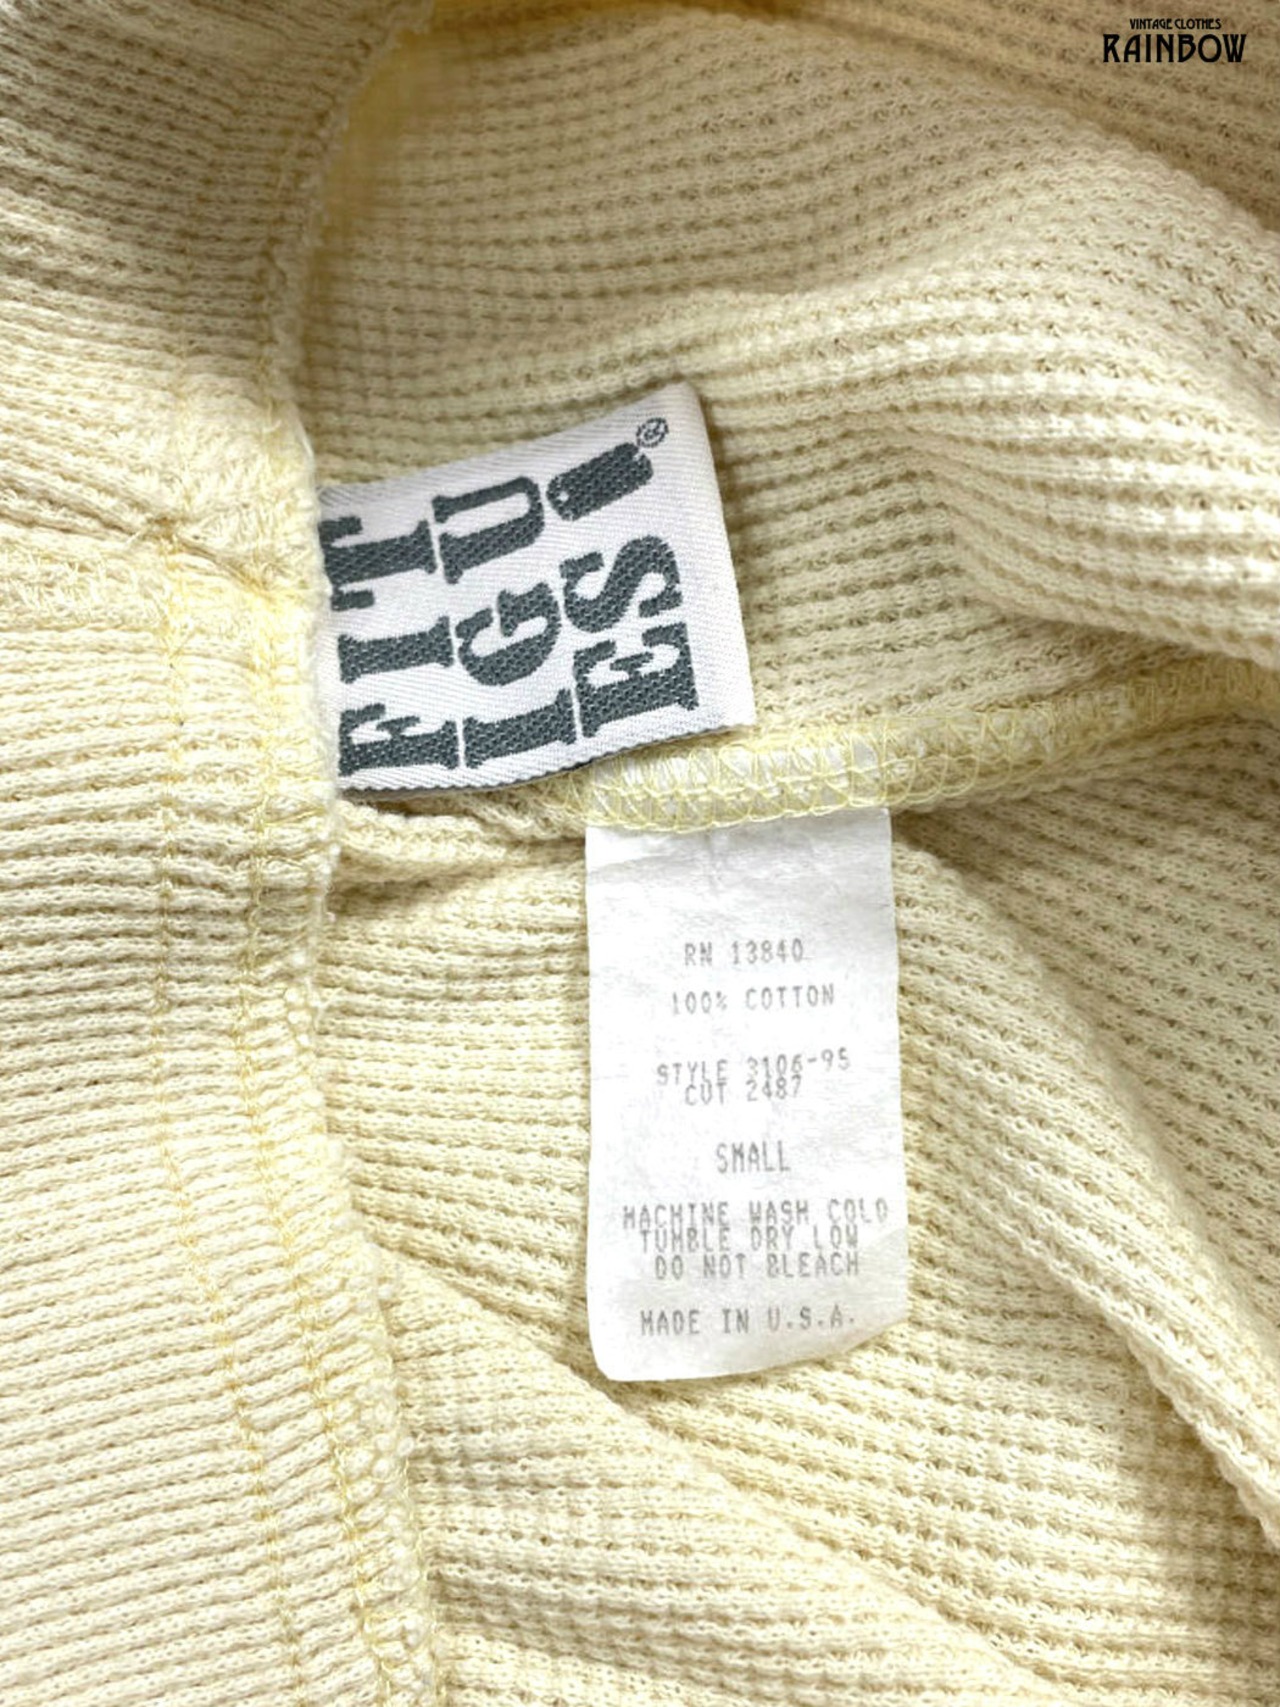 VINTAGE CLOTHES
RAINBOW
FIT
LIGU
ES
®
RN 13840
100% COTTON
STYLE 3106-95
CUT 2487
SMALL
MACHINE WASH COLD
TUMBLE DRY LOW
DO NOT BLEACH
MADE IN U.S.A.